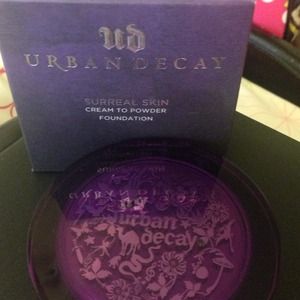 ud
URBAN DECAY
SURREAL SKIN
CREAM TO POWDER
FOUNDATION
urban
decay